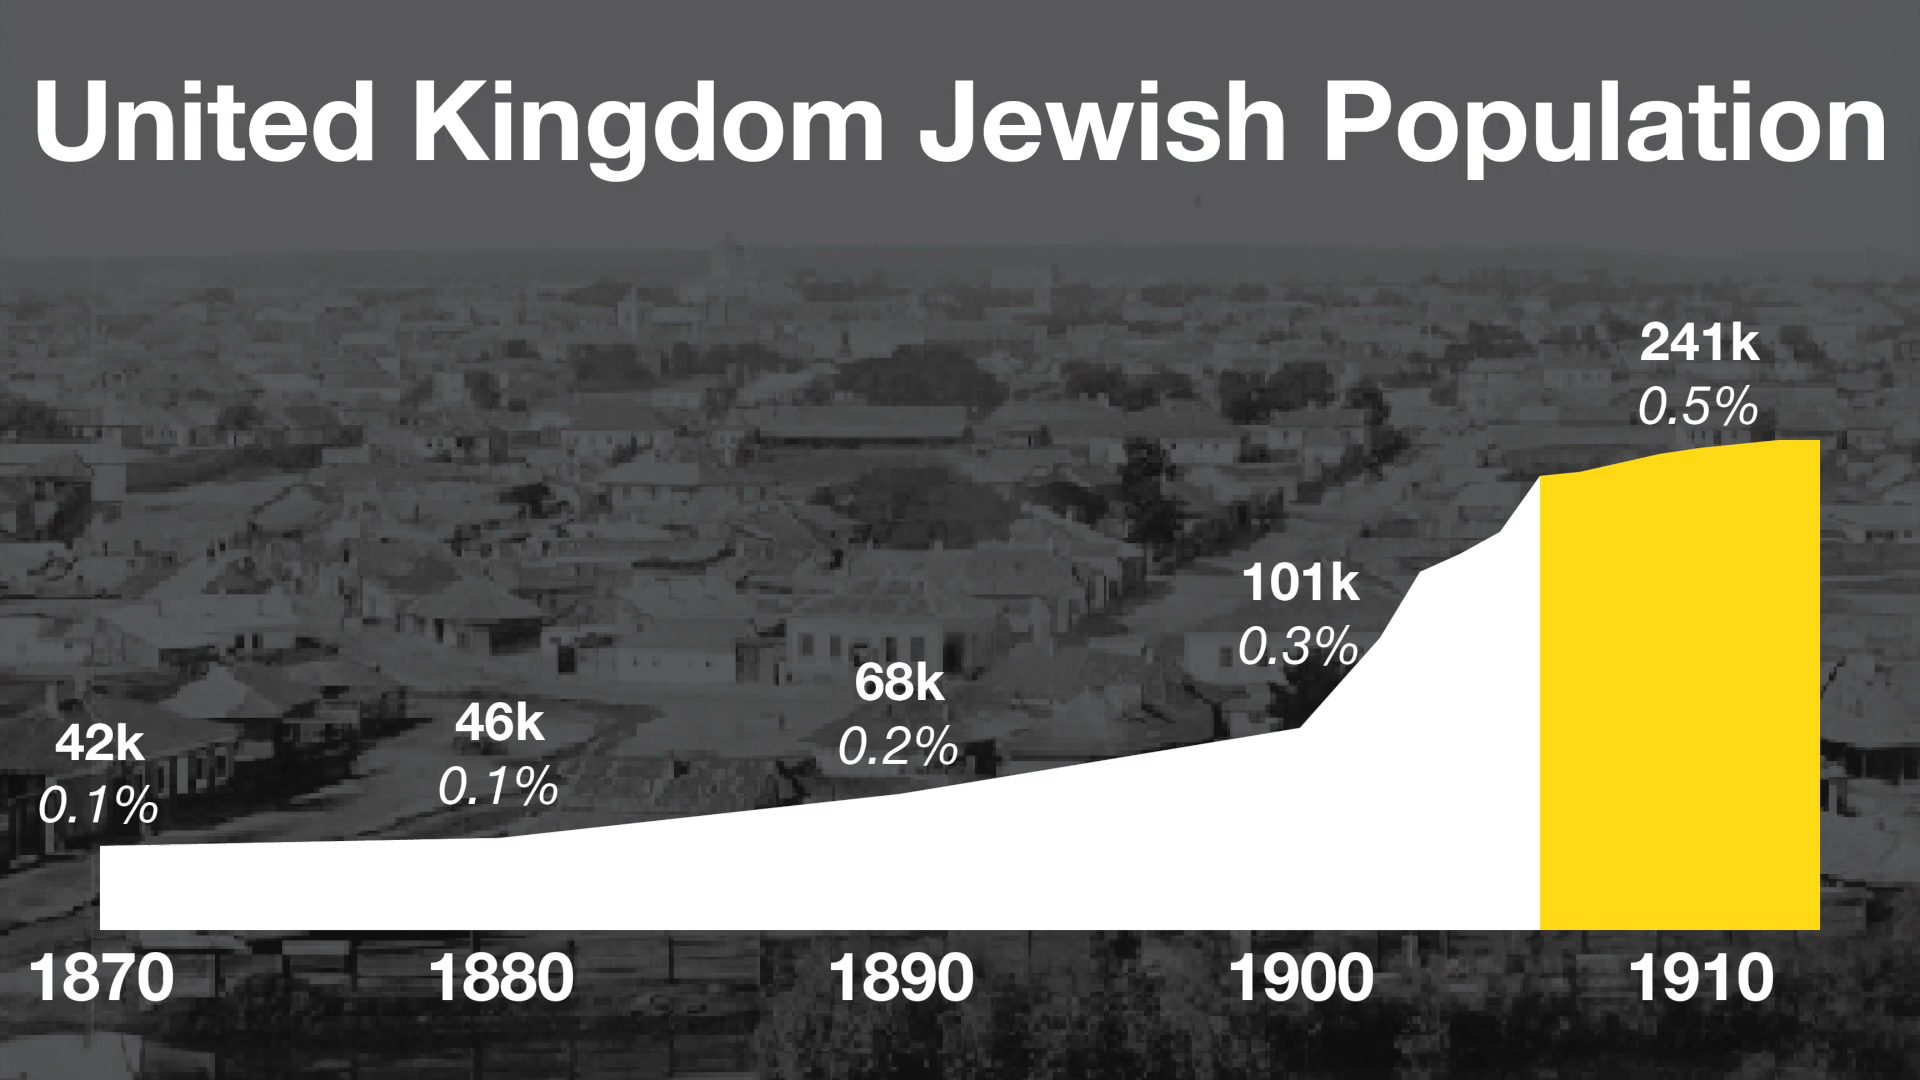 United Kingdom Jewish Population
241k
0.5%
101k
0.3%
68k
0.2%
46k
0.1%
42k
0.1%
1870 1880 1890 1900 1910